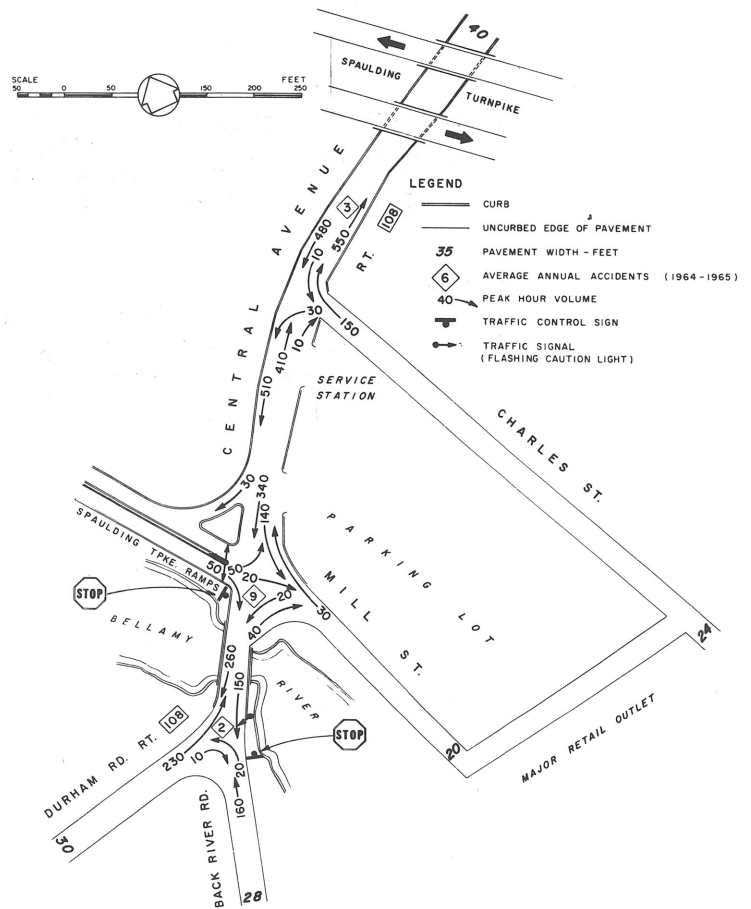 40
SCALE
FEET
50 0 50 100 150 200 250
SPAULDING
TURNPIKE
LEGEND
CURB
UNCURBED EDGE OF PAVEMENT
35 PAVEMENT WIDTH - FEET
6 AVERAGE ANNUAL ACCIDENTS (1964-1965)
40 PEAK HOUR VOLUME
TRAFFIC CONTROL SIGN
TRAFFIC SIGNAL
(FLASHING CAUTION LIGHT)
CENTRAL AVENUE
3
RT. 108
480
10
550
30
150
10
410
510
SERVICE
STATION
CHARLES ST.
30
340
140
PARKING LOT
SPAULDING TPKE. RAMPS
50
50
20
9
20
30
40
MILL ST.
STOP
BELLAMY
RIVER
260
150
24
20
MAJOR RETAIL OUTLET
2
STOP
DURHAM RD. RT. 108
230
10
20
160
30
BACK RIVER RD.
28